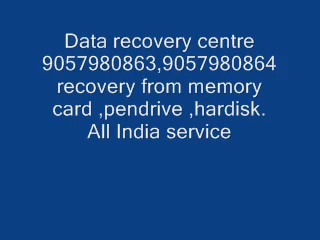 Data recovery centre
9057980863,9057980864
recovery from memory
card ,pendrive ,hardisk.
All India service